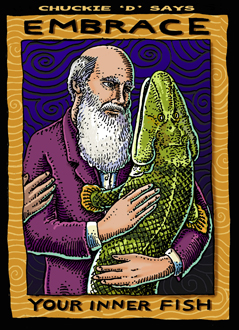 CHUCKIE 'D' SAYS
EMBRACE
YOUR INNER FISH